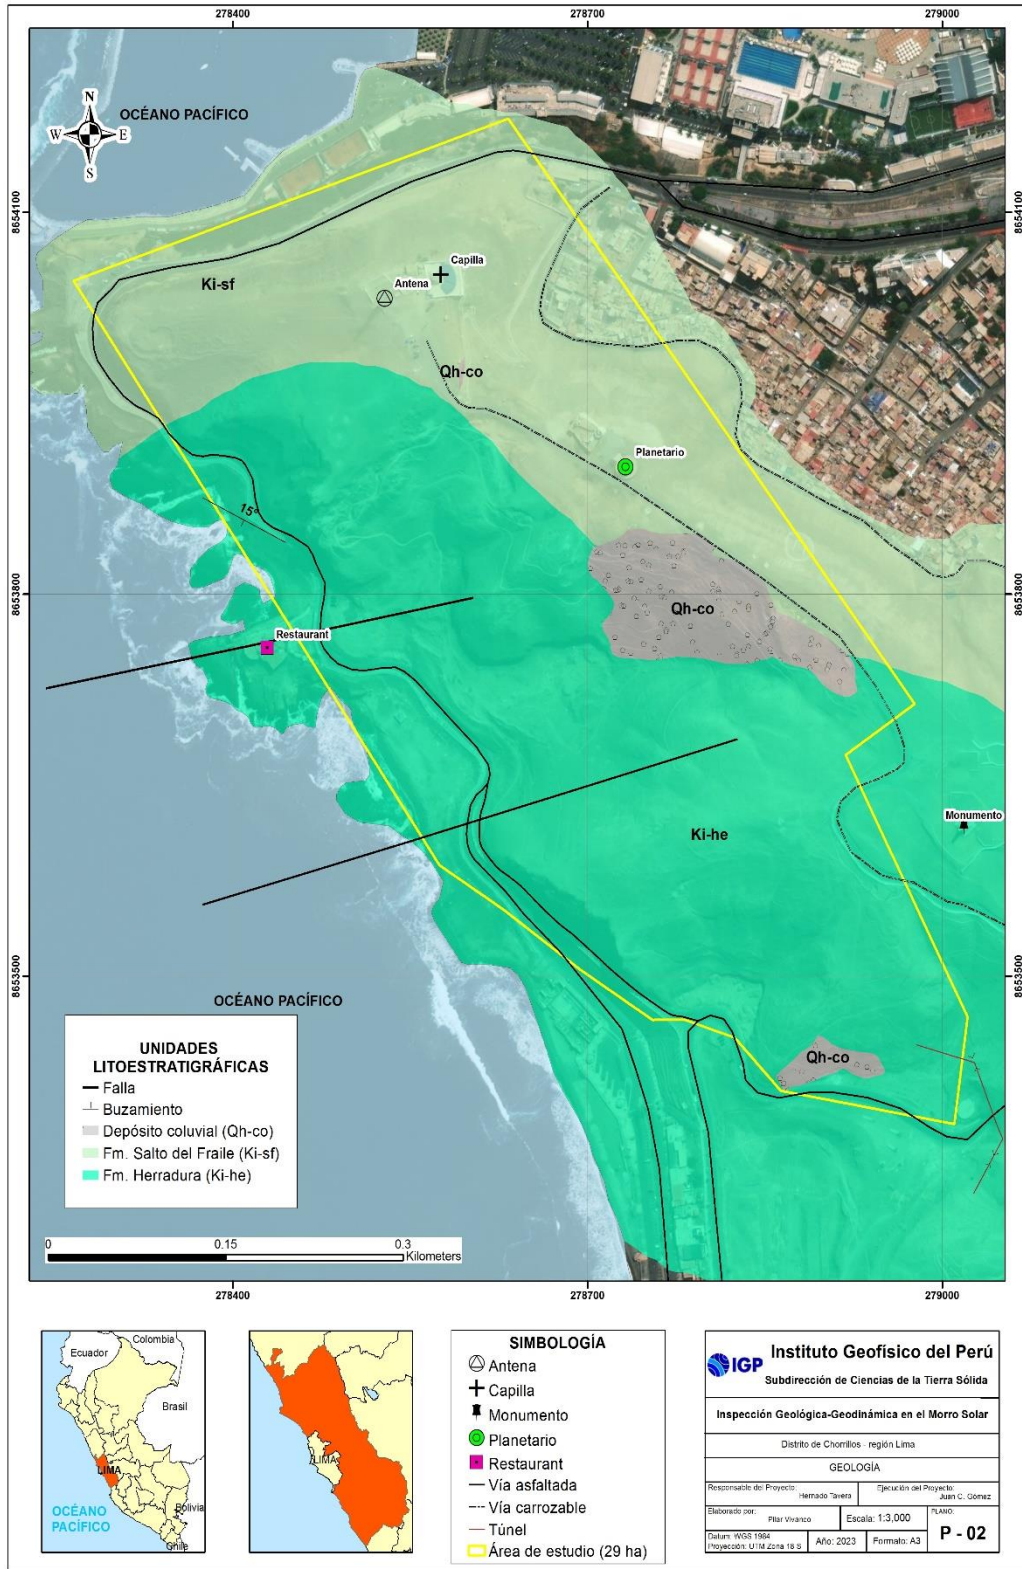 278400
278700
279000
OCÉANO PACÍFICO
N
W
E
S
8654100
8654100
Capilla
Ki-sf
Antena
Qh-co
Planetario
15°
8653800
8653800
Qh-co
Restaurant
Ki-he
Monumento
8653500
8653500
OCÉANO PACÍFICO
UNIDADES
LITOESTRATIGRÁFICAS
Falla
Buzamiento
Depósito coluvial (Qh-co)
Fm. Salto del Fraile (Ki-sf)
Fm. Herradura (Ki-he)
Qh-co
0
0.15
0.3
Kilometers
278400
278700
279000
Colombia
Ecuador
Brasil
LIMA
OCÉANO
PACÍFICO
Bolivia
Chile
LIMA
SIMBOLOGÍA
Antena
Capilla
Monumento
Planetario
Restaurant
Vía asfaltada
Vía carrozable
Túnel
Área de estudio (29 ha)
IGP
Instituto Geofísico del Perú
Subdirección de Ciencias de la Tierra Sólida
Inspección Geológica-Geodinámica en el Morro Solar
Distrito de Chorrillos - región Lima
GEOLOGÍA
Responsable del Proyecto:
Hernado Tavera
Ejecución del Proyecto:
Juan C. Gómez
Elaborado por:
Pilar Vivanco
Escala: 1:3,000
PLANO:
P - 02
Datum: WGS 1984
Proyección: UTM Zona 18 S
Año: 2023
Formato: A3